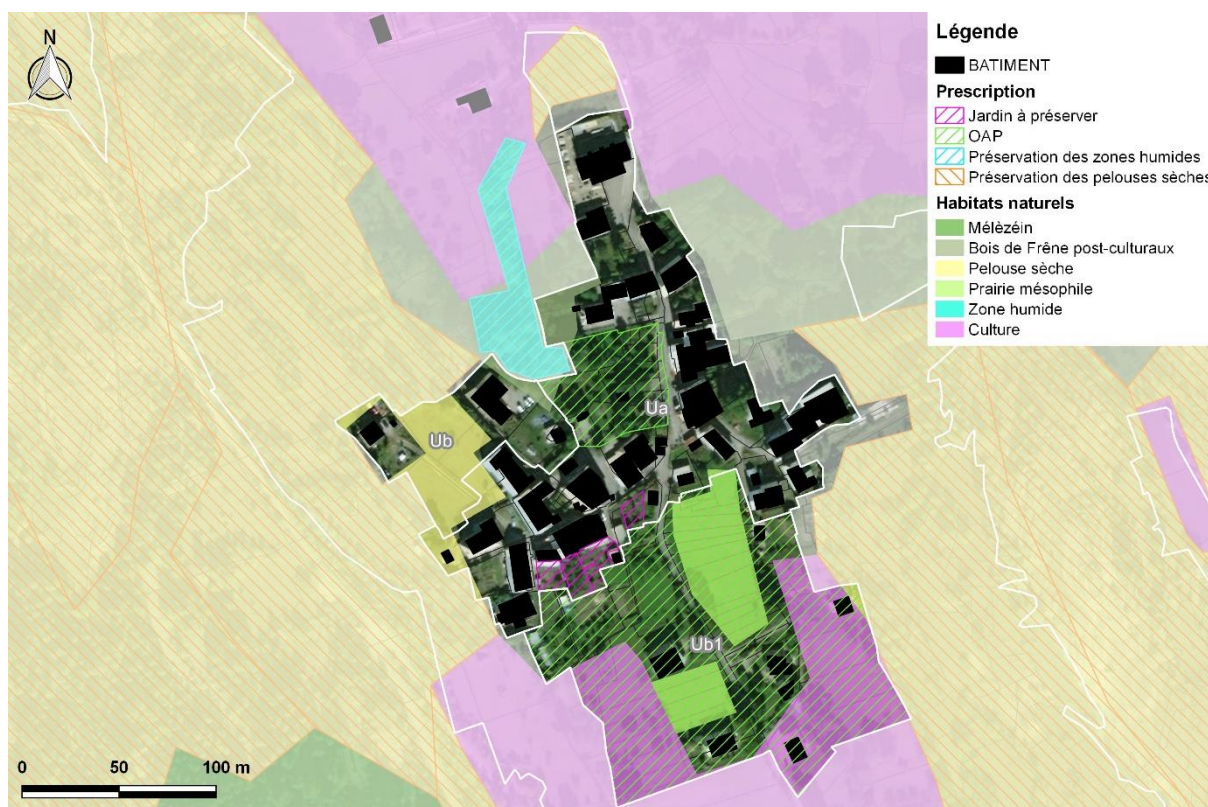 N
Légende
BATIMENT
Prescription
Jardin à préserver
OAP
Préservation des zones humides
Préservation des pelouses sèches
Habitats naturels
Mélèzéin
Bois de Frêne post-culturaux
Pelouse sèche
Prairie mésophile
Zone humide
Culture
Ua
Ub
Ub1
0 50 100 m